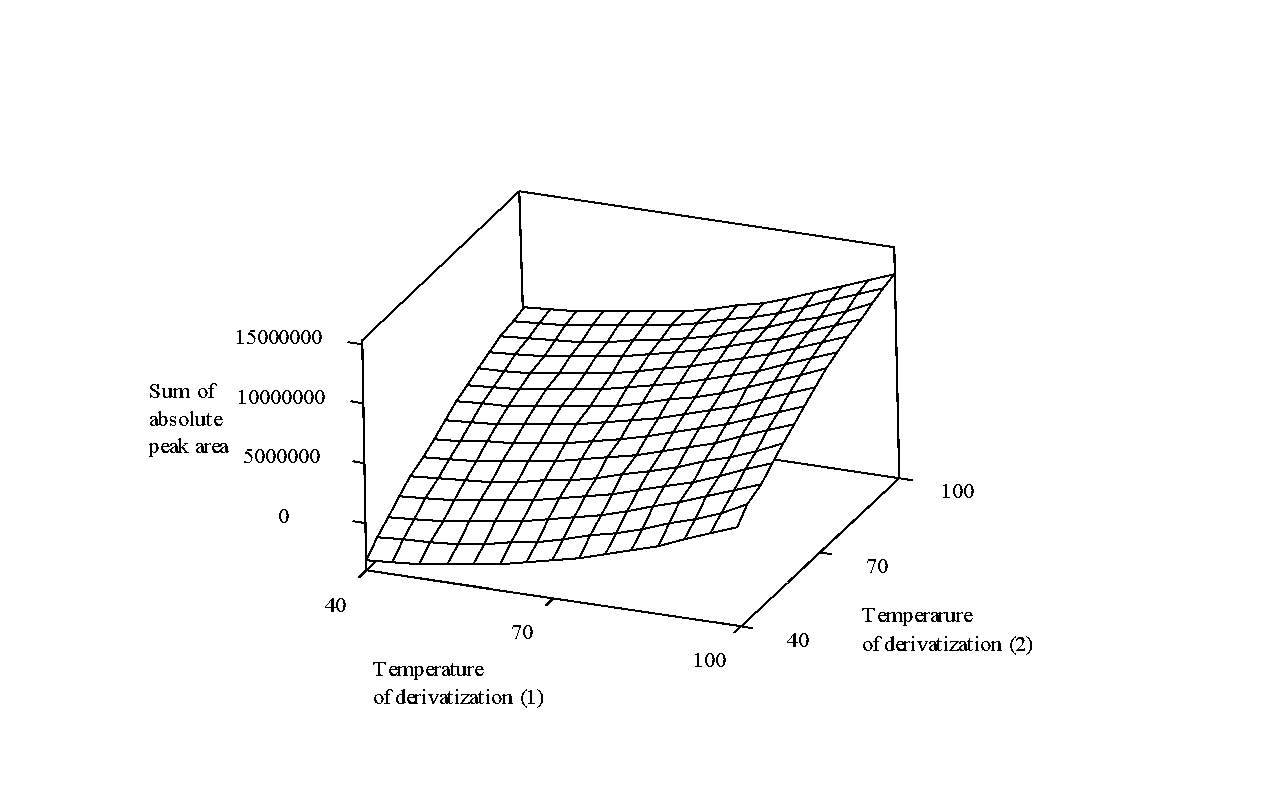 15000000
Sum of
absolute
peak area
10000000
5000000
0
40
70
100
Temperature
of derivatization (1)
40
70
100
Temperarure
of derivatization (2)